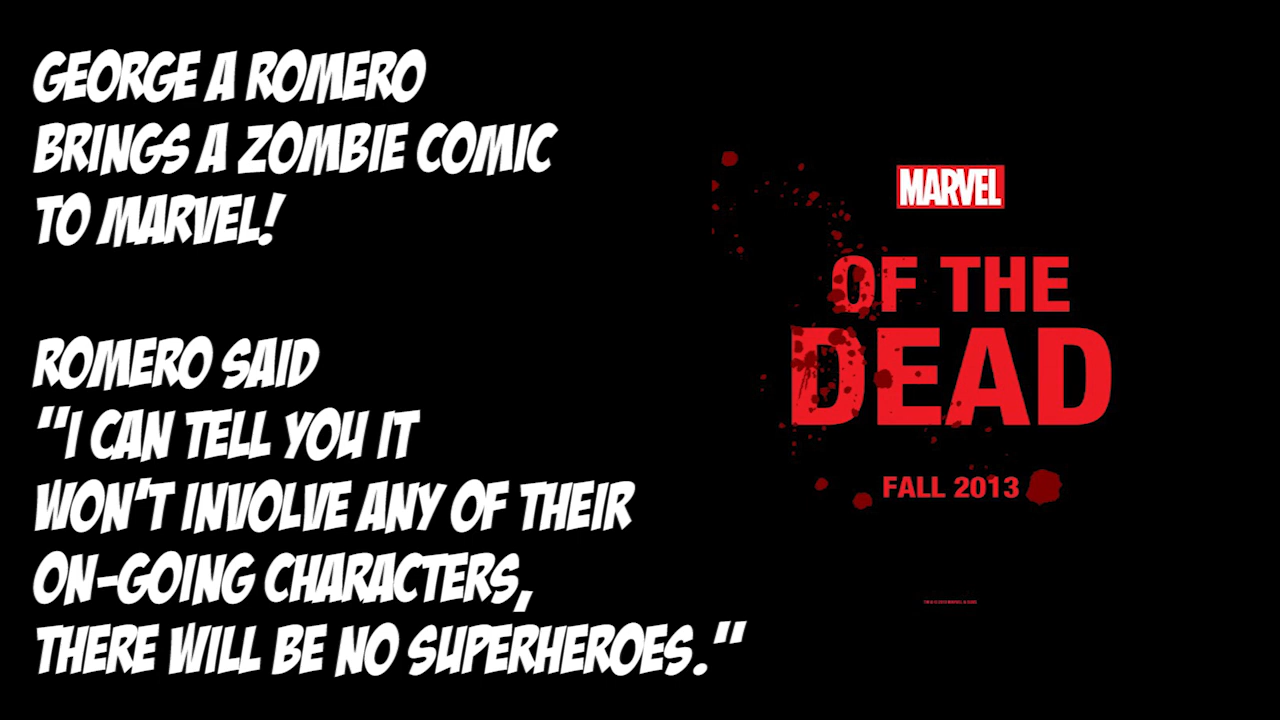 GEORGE A ROMERO
BRINGS A ZOMBIE COMIC
TO MARVEL!
ROMERO SAID
"I CAN TELL YOU IT
WON'T INVOLVE ANY OF THEIR
ON-GOING CHARACTERS,
THERE WILL BE NO SUPERHEROES."
MARVEL
OF THE
DEAD
FALL 2013